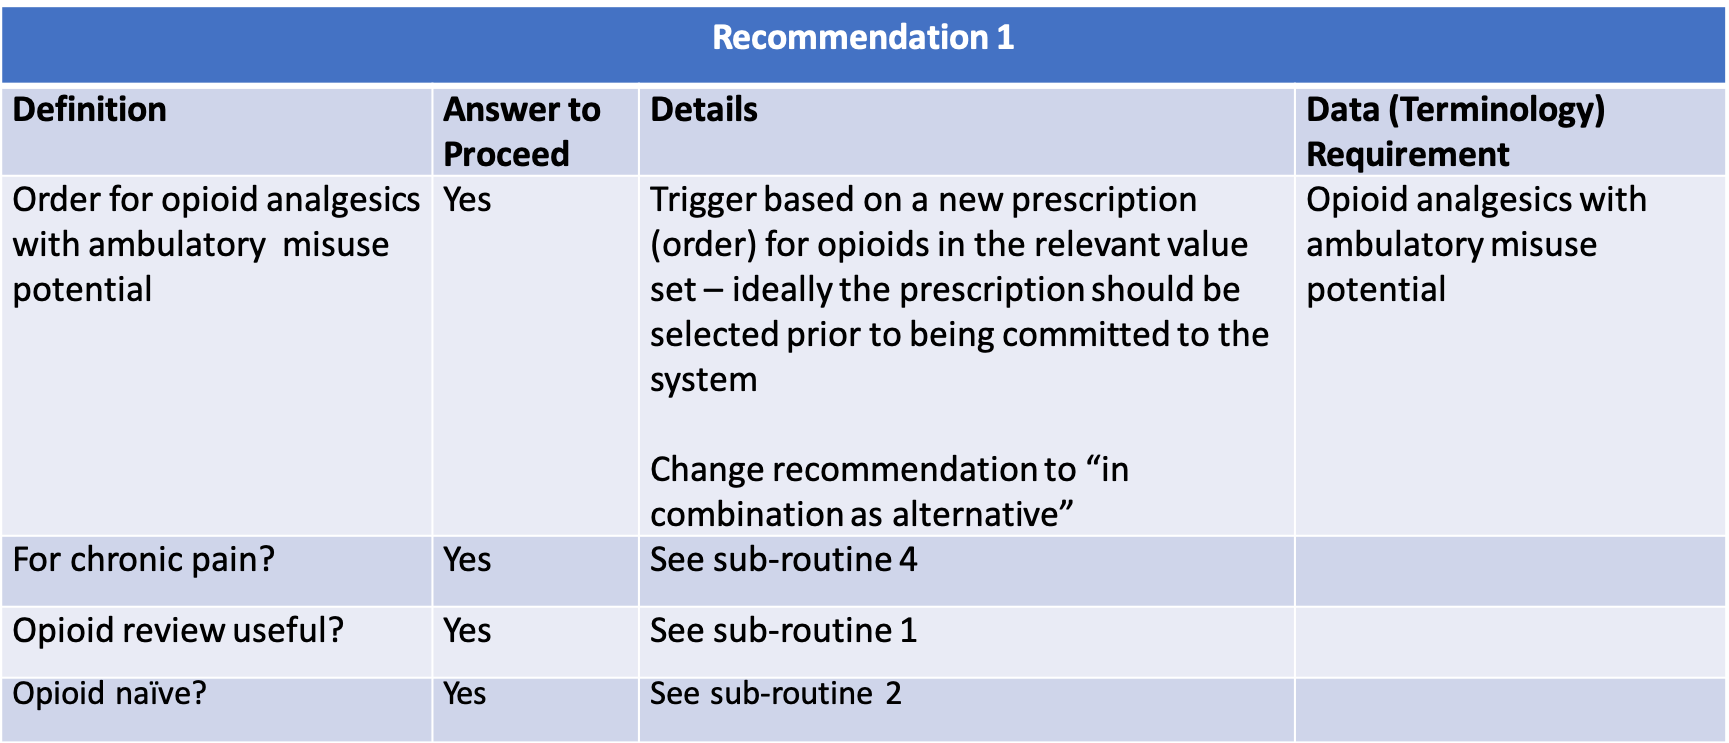 Recommendation 1
Definition
Answer to
Proceed
Details
Data (Terminology)
Requirement
Order for opioid analgesics
with ambulatory  misuse
potential
Yes
Trigger based on a new prescription
(order) for opioids in the relevant value
set – ideally the prescription should be
selected prior to being committed to the
system
Change recommendation to “in
combination as alternative”
Opioid analgesics with
ambulatory misuse
potential
For chronic pain?
Yes
See sub-routine 4
Opioid review useful?
Yes
See sub-routine 1
Opioid naïve?
Yes
See sub-routine 2